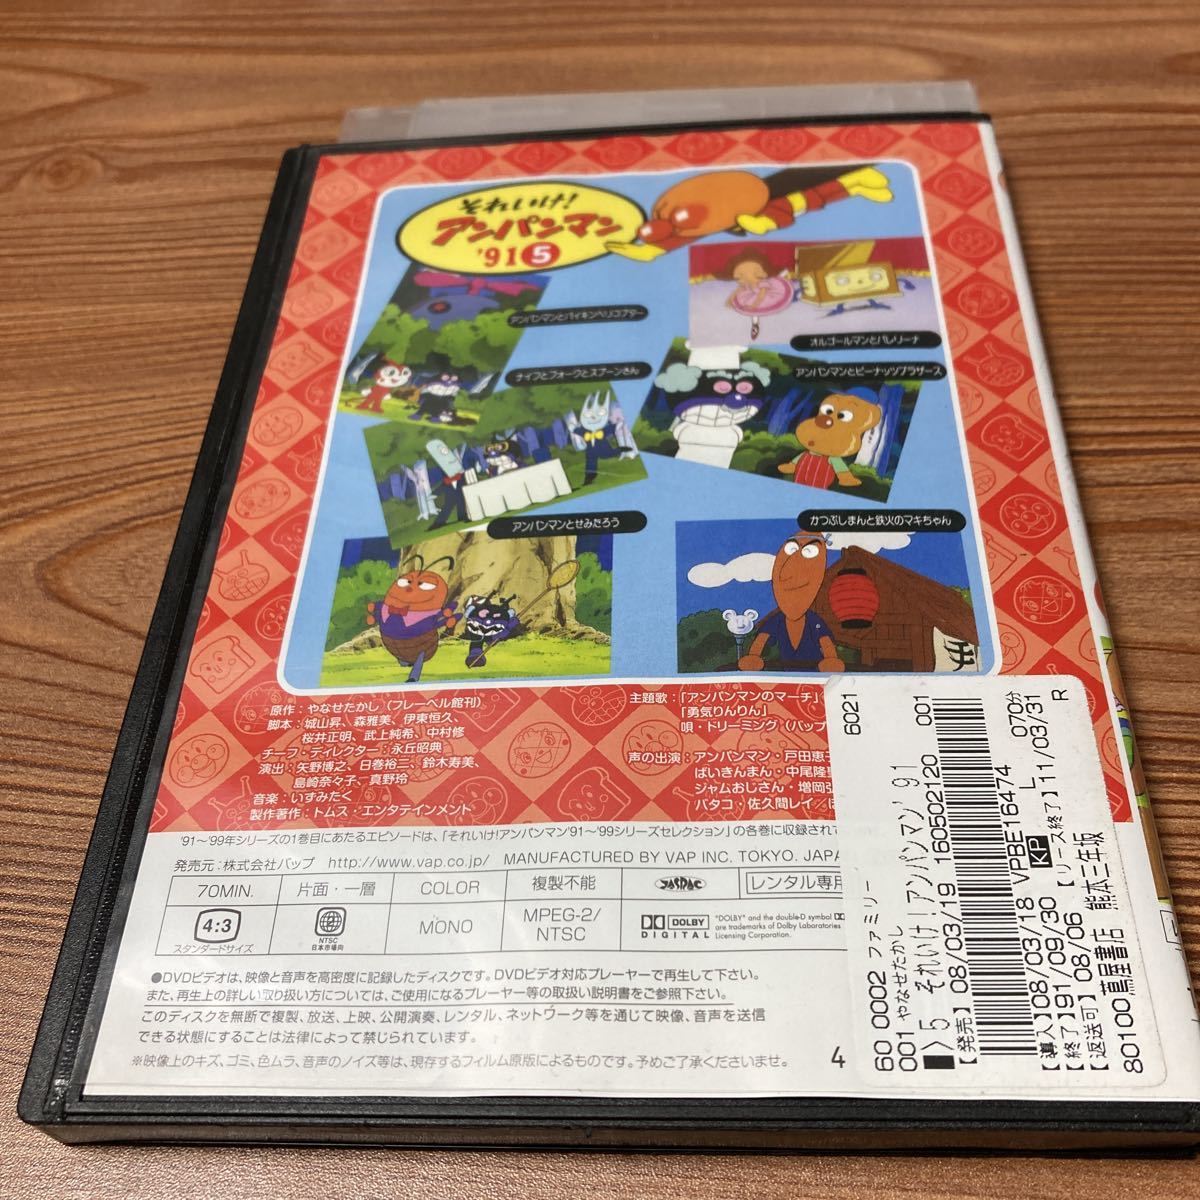 それいけ!
アンパンマン
'91 5
アンパンマンとバイキンヘリコプター
オルゴールマンとバレリーナ
ナイフとフォークとスプーンさん
アンパンマンとピーナッツブラザース
アンパンマンとせみたろう
かつぶしまんと鉄火のマキちゃん
原作：やなせたかし（フレーベル館刊）
脚本：城山昇、森雅美、伊東恒久、
桜井正明、武上純希、中村修
チーフ・ディレクター：永丘昭典
演出：矢野博之、日巻裕二、鈴木寿美、
島崎奈々子、真野玲
音楽：いずみたく
製作著作：トムス・エンタテインメント
主題歌：「アンパンマンのマーチ」
「勇気りんりん」
唄・ドリーミング（バップ
声の出演：アンパンマン・戸田恵子
ばいきんまん・中尾隆聖
ジャムおじさん・増岡弘
バタコ・佐久間レイ／ほ
'91〜'99年シリーズの1巻目にあたるエピソードは、「それいけ!アンパンマン'91〜'99シリーズセレクション」の各巻に収録されて
発売元：株式会社バップ http://www.vap.co.jp/ MANUFACTURED BY VAP INC. TOKYO. JAPA
70MIN. 片面・一層 COLOR 複製不能 JASRAC レンタル専用
4:3 スタンダードサイズ NTSC 日本市場向 MONO MPEG-2/ NTSC DOLBY DIGITAL
"DOLBY" and the double-D symbol
are trademarks of Dolby Laboratories
Licensing Corporation.
●DVDビデオは、映像と音声を高密度に記録したディスクです。DVDビデオ対応プレーヤーで再生して下さい。
また、再生上の詳しい取り扱い方については、ご使用になるプレーヤー等の取扱い説明書をご参照下さい。
このディスクを無断で複製、放送、上映、公開演奏、レンタル、ネットワーク等を通じて映像、音声を送信
できる状態にすることは法律によって禁じられています。
※映像上のキズ、ゴミ、色ムラ、音声のノイズ等は、現存するフィルム原版によるものです。予めご了承くださいませ。
4
60 0002 ファミリー 6021
001 やなせたかし
>5 それいけ!アンパンマン'91
【発売】08/03/19 160502120 001
VPBE16474 L 070分
【導入】08/03/18 KP R
【終了】91/09/30 【リース終了】11/03/31
【返送可】08/06
80100 蔦屋書店 熊本三年坂